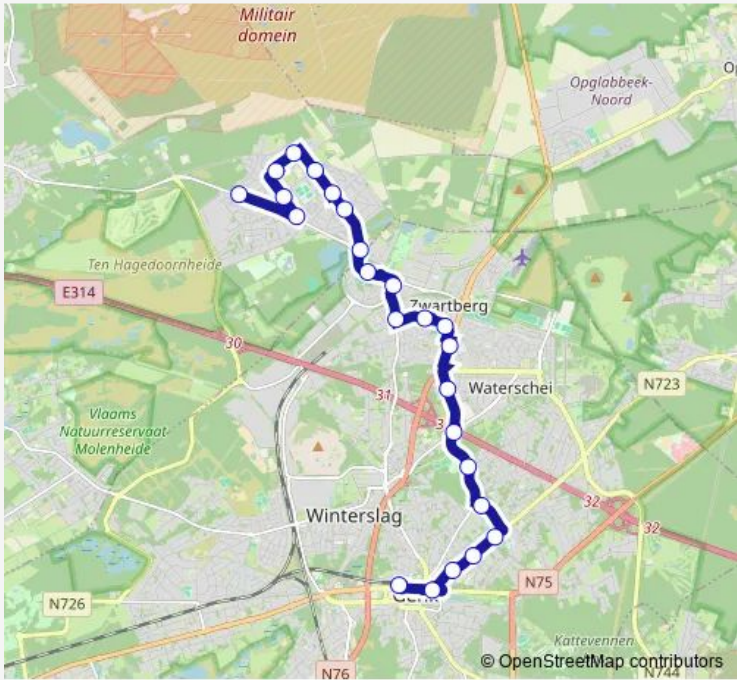 Militair
domein
Opglabbeek-
Noord
Ten Hagedoornheide
E314
Zwartberg
30
31
Waterschei
N723
Vlaams
Natuurreservaat
Molenheide
3
32
32
Winterslag
N75
N726
Kattevennen
N76
N744
© OpenStreetMap contributors